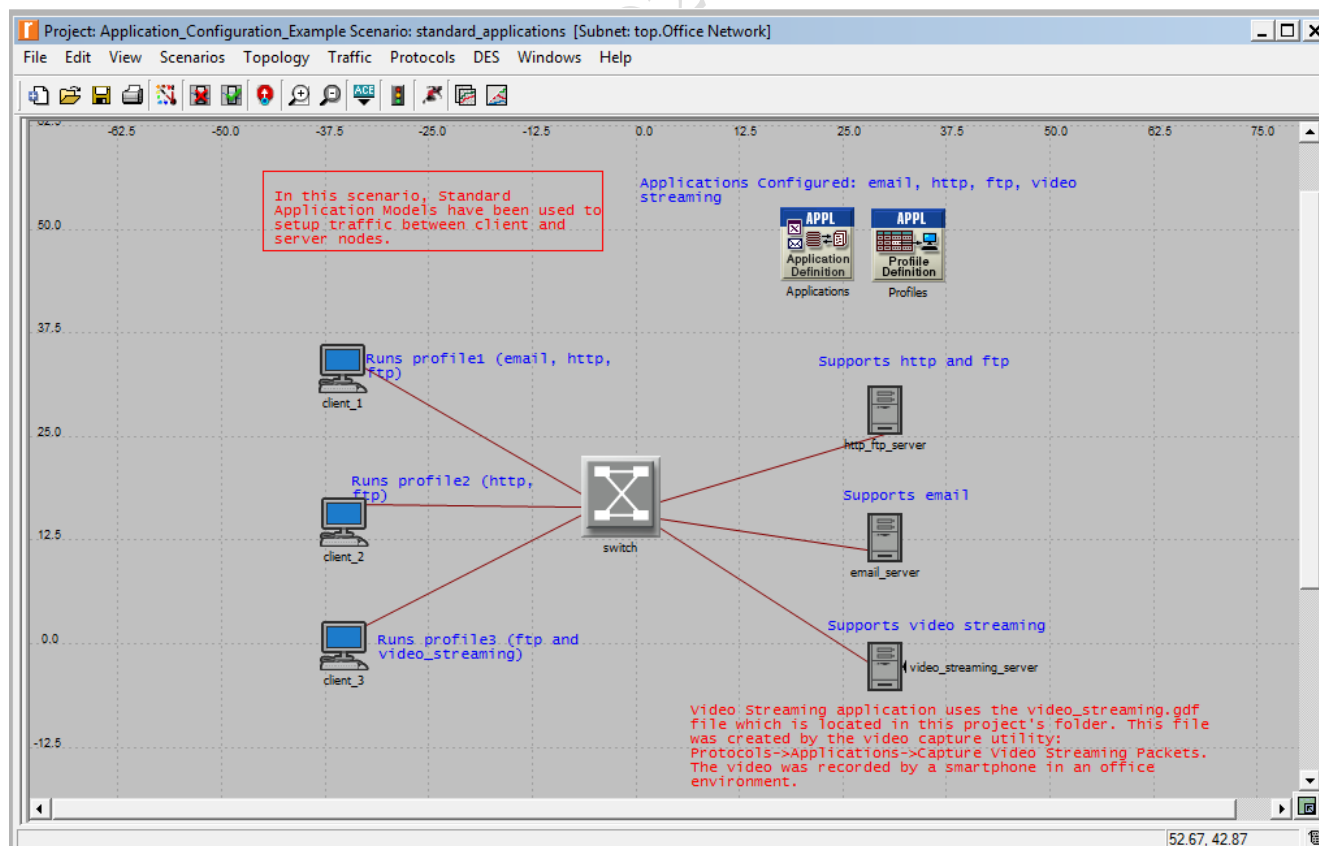 Project: Application_Configuration_Example Scenario: standard_applications [Subnet: top.Office Network]
File Edit View Scenarios Topology Traffic Protocols DES Windows Help
ACE
-62.5 -50.0 -37.5 -25.0 -12.5 0.0 12.5 25.0 37.5 50.0 62.5 75.0
In this scenario, Standard
Application Models have been used to
setup traffic between client and
server nodes.
Applications Configured: email, http, ftp, video
streaming
APPL
Application
Definition
Applications
APPL
Profiile
Definition
Profiles
50.0
37.5
Runs profile1 (email, http,
ftp)
client_1
Supports http and ftp
http_ftp_server
25.0
Runs profile2 (http,
ftp)
client_2
switch
Supports email
email_server
12.5
0.0
Runs profile3 (ftp and
video_streaming)
client_3
Supports video streaming
video_streaming_server
Video Streaming application uses the video_streaming.gdf
file which is located in this project's folder. This file
was created by the video capture utility:
Protocols->Applications->Capture Video Streaming Packets.
The video was recorded by a smartphone in an office
environment.
-12.5
52.67, 42.87